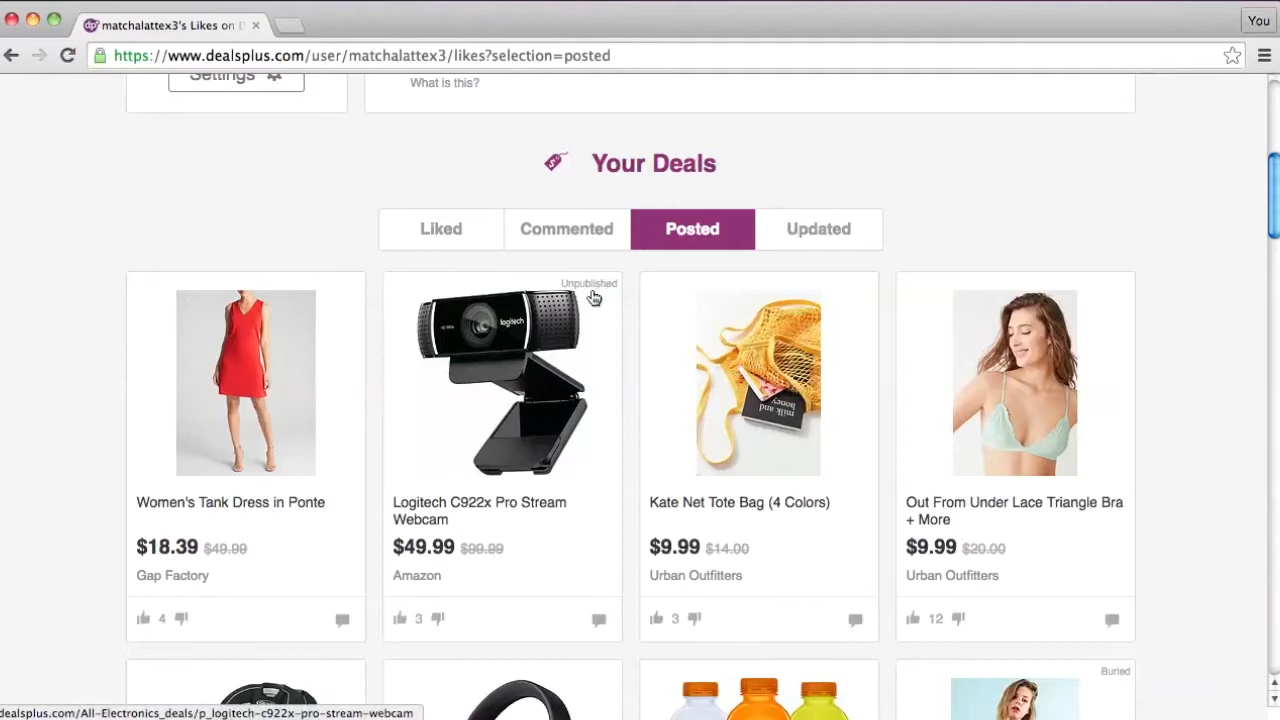 matchalattex3's Likes on D
You
https://www.dealsplus.com/user/matchalattex3/likes?selection=posted
Settings
What is this?
Your Deals
Liked
Commented
Posted
Updated
Unpublished
logitech
milk and
honey
Women's Tank Dress in Ponte
$18.39 $49.99
Gap Factory
4
Logitech C922x Pro Stream
Webcam
$49.99 $99.99
Amazon
3
Kate Net Tote Bag (4 Colors)
$9.99 $14.00
Urban Outfitters
3
Out From Under Lace Triangle Bra
+ More
$9.99 $20.00
Urban Outfitters
12
Buried
dealsplus.com/All-Electronics_deals/p_logitech-c922x-pro-stream-webcam